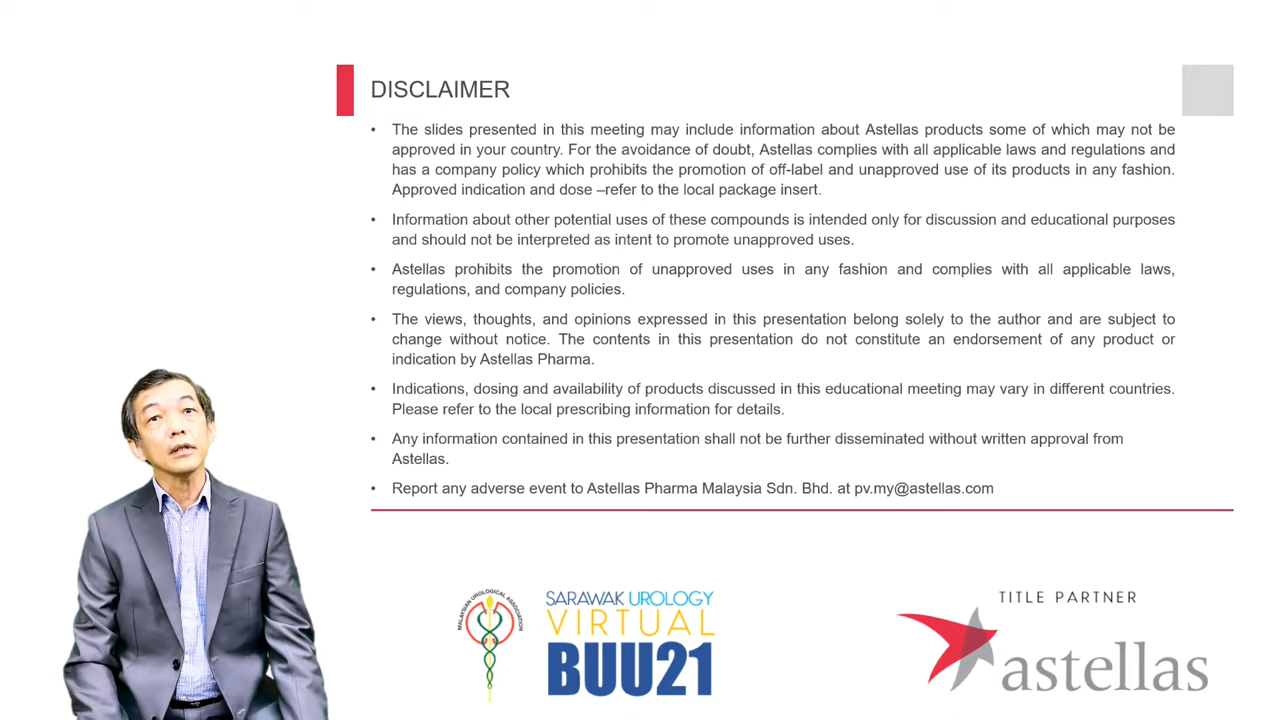 DISCLAIMER
• The slides presented in this meeting may include information about Astellas products some of which may not be
approved in your country. For the avoidance of doubt, Astellas complies with all applicable laws and regulations and
has a company policy which prohibits the promotion of off-label and unapproved use of its products in any fashion.
Approved indication and dose –refer to the local package insert.
• Information about other potential uses of these compounds is intended only for discussion and educational purposes
and should not be interpreted as intent to promote unapproved uses.
• Astellas prohibits the promotion of unapproved uses in any fashion and complies with all applicable laws,
regulations, and company policies.
• The views, thoughts, and opinions expressed in this presentation belong solely to the author and are subject to
change without notice. The contents in this presentation do not constitute an endorsement of any product or
indication by Astellas Pharma.
• Indications, dosing and availability of products discussed in this educational meeting may vary in different countries.
Please refer to the local prescribing information for details.
• Any information contained in this presentation shall not be further disseminated without written approval from
Astellas.
• Report any adverse event to Astellas Pharma Malaysia Sdn. Bhd. at pv.my@astellas.com
MALAYSIAN UROLOGICAL ASSOCIATION
SARAWAK UROLOGY
VIRTUAL
BUU21
TITLE PARTNER
astellas